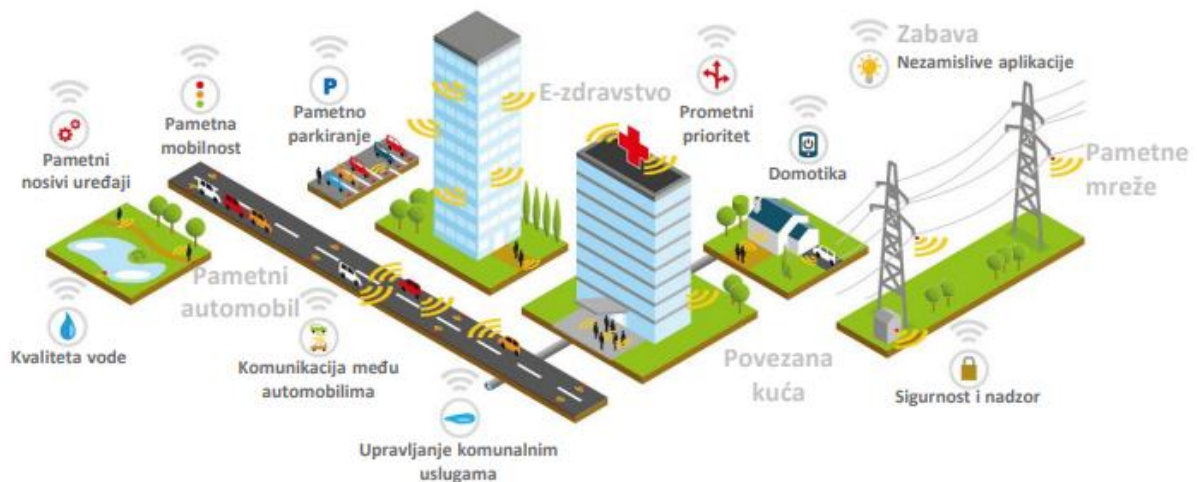 Zabava
Nezamislive aplikacije
E-zdravstvo
P
Pametna
mobilnost
Pametno
parkiranje
Prometni
prioritet
Pametni
nosivi uređaji
Domotika
Pametne
mreže
Pametni
automobil
Kvaliteta vode
Komunikacija među
automobilima
Povezana
kuća
Sigurnost i nadzor
Upravljanje komunalnim
uslugama